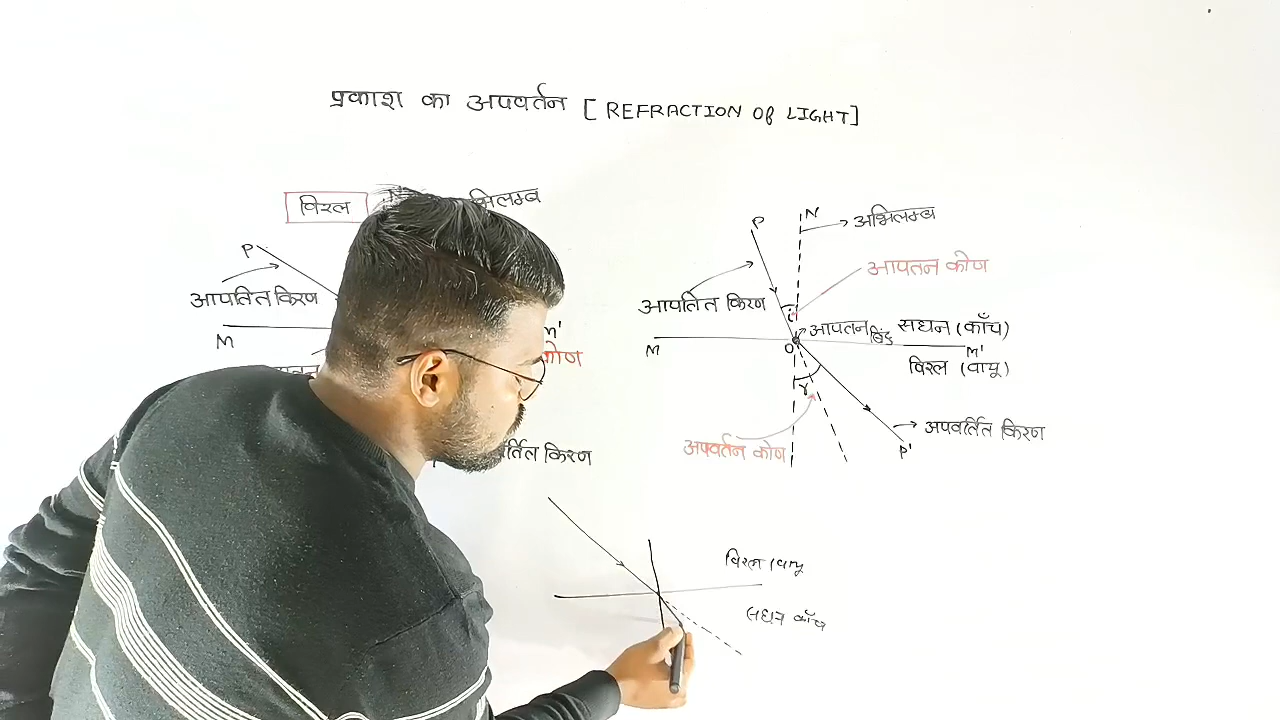 प्रकाश का अपवर्तन [REFRACTION OF LIGHT]
विरल
P
आपतित किरण
M
M'
कोण
किरण
P
N
अभिलम्ब
आपतन कोण
आपतित किरण
i
आपतन बिंदु
सघन (काँच)
M
O
M'
विरल (वायु)
r
अपवर्तन कोण
अपवर्तित किरण
P'
विरल (वायु
सघन काँच